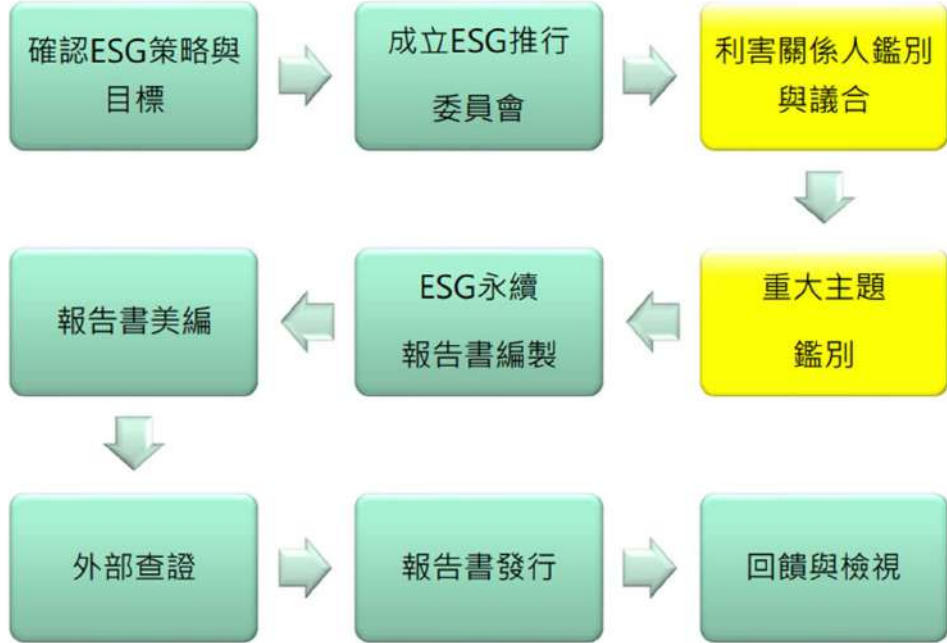 確認ESG策略與
目標
成立ESG推行
委員會
利害關係人鑑別
與議合
重大主題
鑑別
ESG永續
報告書編製
報告書美編
外部查證
報告書發行
回饋與檢視